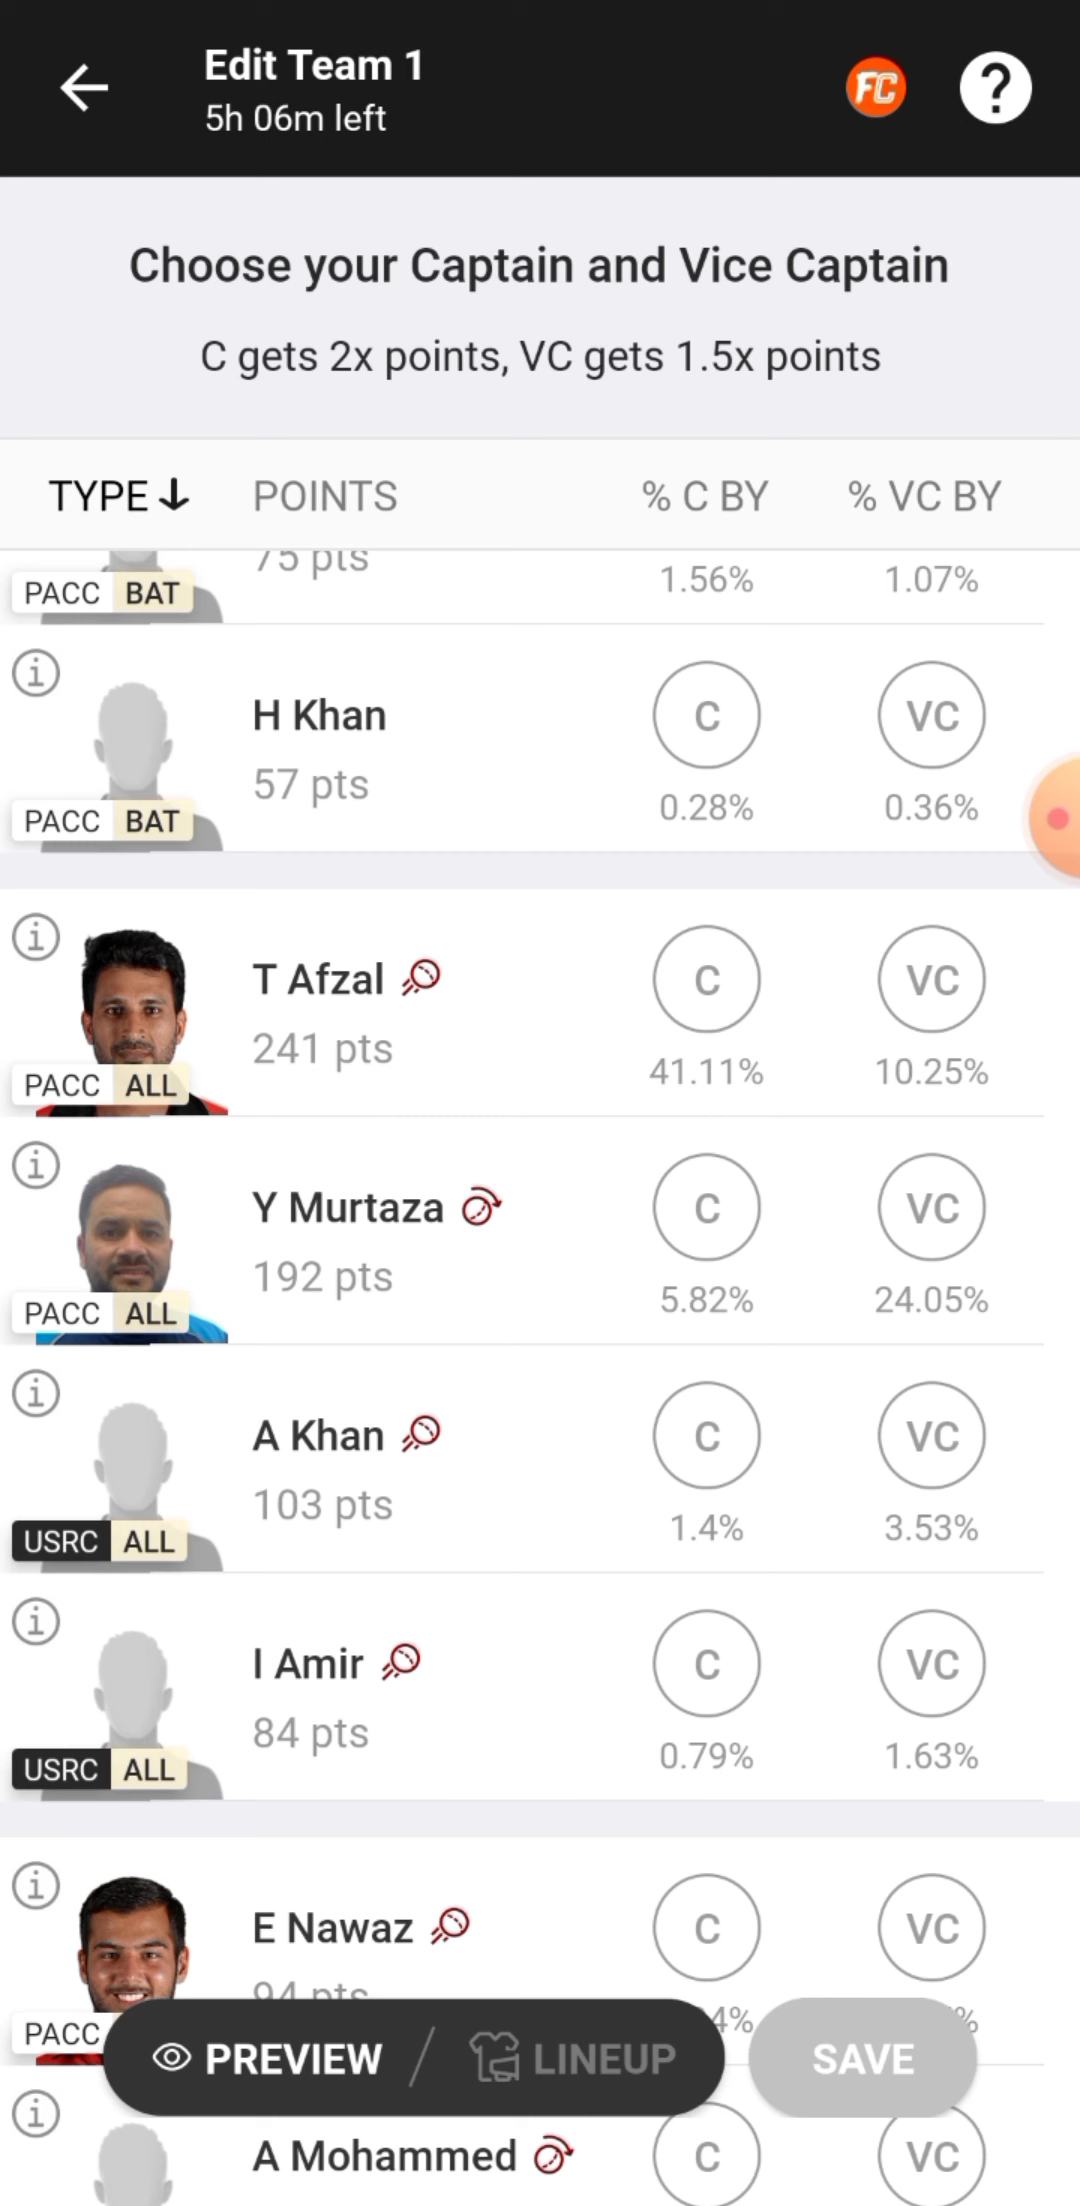 Edit Team 1
5h 06m left
FC
?
Choose your Captain and Vice Captain
C gets 2x points, VC gets 1.5x points
TYPE POINTS % C BY % VC BY
75 pts 1.56% 1.07%
PACC BAT
H Khan C VC
57 pts 0.28% 0.36%
PACC BAT
T Afzal C VC
241 pts 41.11% 10.25%
PACC ALL
Y Murtaza C VC
192 pts 5.82% 24.05%
PACC ALL
A Khan C VC
103 pts 1.4% 3.53%
USRC ALL
I Amir C VC
84 pts 0.79% 1.63%
USRC ALL
E Nawaz C VC
94 pts
PACC
PREVIEW / LINEUP SAVE
A Mohammed C VC